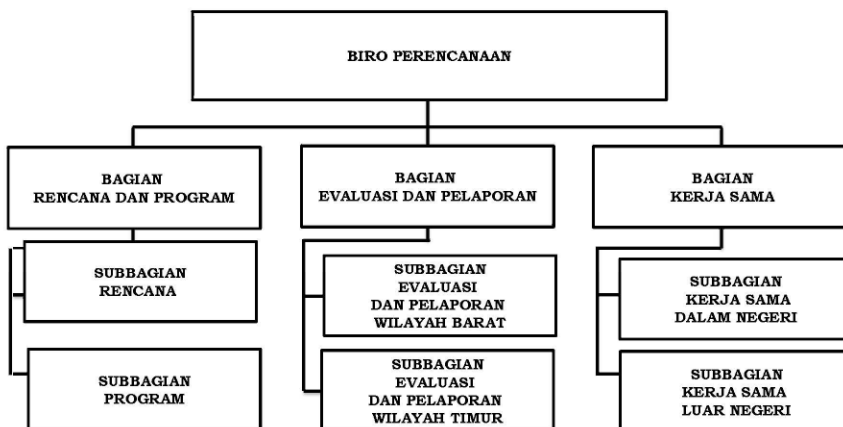 BIRO PERENCANAAN
BAGIAN
RENCANA DAN PROGRAM
BAGIAN
EVALUASI DAN PELAPORAN
BAGIAN
KERJA SAMA
SUBBAGIAN
RENCANA
SUBBAGIAN
EVALUASI
DAN PELAPORAN
WILAYAH BARAT
SUBBAGIAN
KERJA SAMA
DALAM NEGERI
SUBBAGIAN
PROGRAM
SUBBAGIAN
EVALUASI
DAN PELAPORAN
WILAYAH TIMUR
SUBBAGIAN
KERJA SAMA
LUAR NEGERI